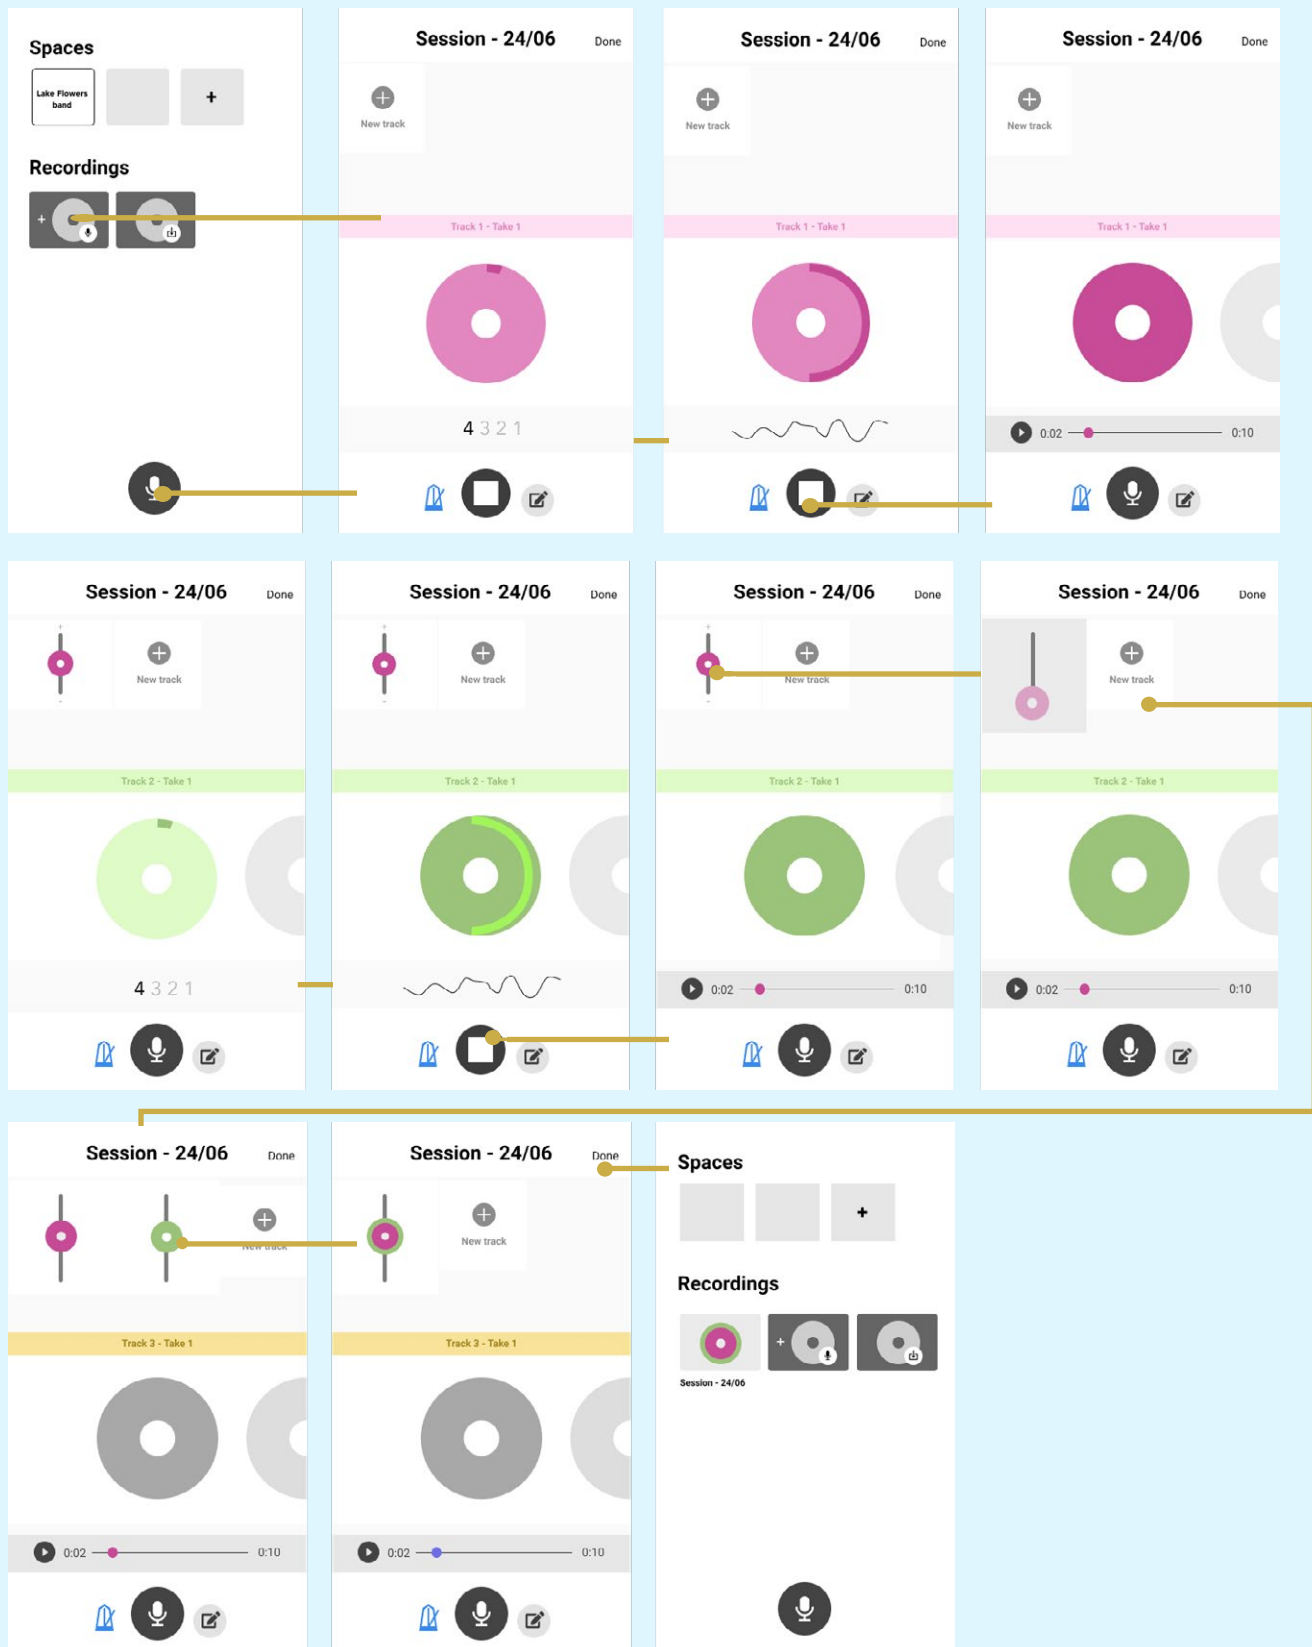 Spaces
Lake Flowers
band
+
Recordings
+
Session - 24/06 Done
New track
Track 1 - Take 1
4 3 2 1
Session - 24/06 Done
New track
Track 1 - Take 1
Session - 24/06 Done
New track
Track 1 - Take 1
0:02 0:10
Session - 24/06 Done
+
-
New track
Track 2 - Take 1
4 3 2 1
Session - 24/06 Done
+
-
New track
Track 2 - Take 1
Session - 24/06 Done
+
-
New track
Track 2 - Take 1
0:02 0:10
Session - 24/06 Done
New track
Track 2 - Take 1
0:02 0:10
Session - 24/06 Done
New track
Track 3 - Take 1
0:02 0:10
Session - 24/06 Done
New track
Track 3 - Take 1
0:02 0:10
Spaces
+
Recordings
+
Session - 24/06